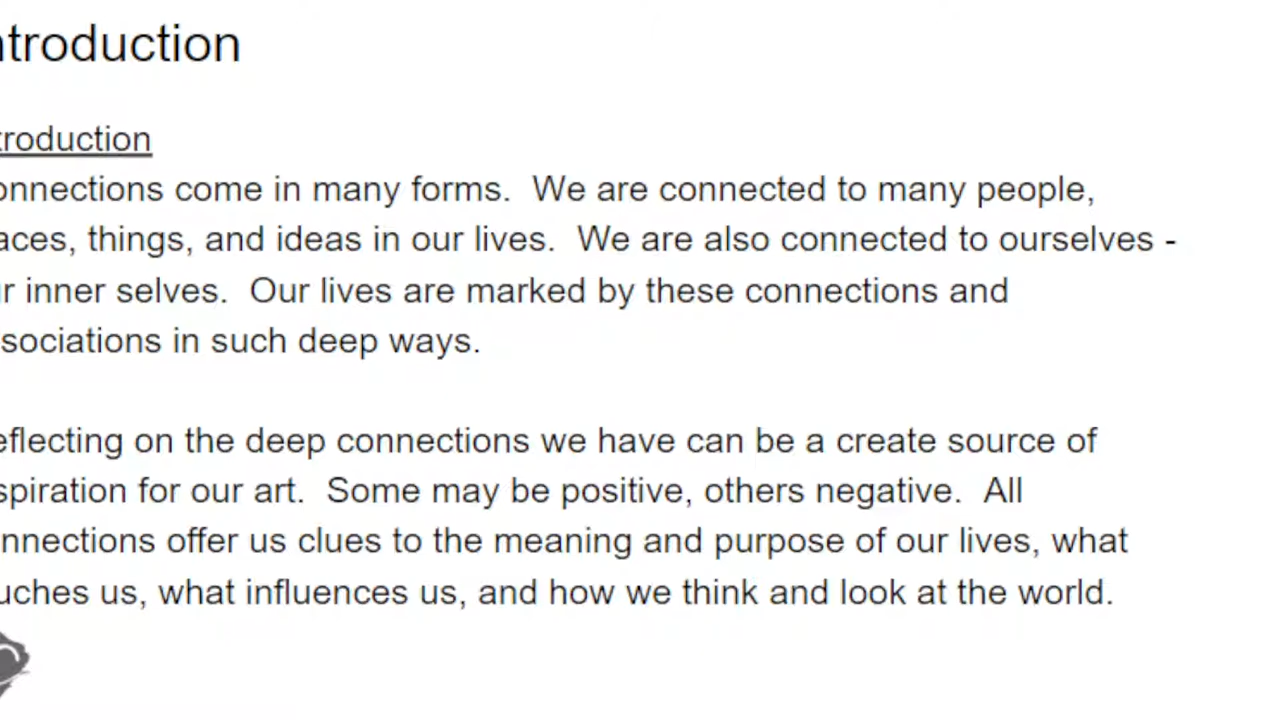 ntroduction
troduction
onnections come in many forms.  We are connected to many people,
aces, things, and ideas in our lives.  We are also connected to ourselves -
r inner selves.  Our lives are marked by these connections and
sociations in such deep ways.
eflecting on the deep connections we have can be a create source of
spiration for our art.  Some may be positive, others negative.  All
nnections offer us clues to the meaning and purpose of our lives, what
uches us, what influences us, and how we think and look at the world.